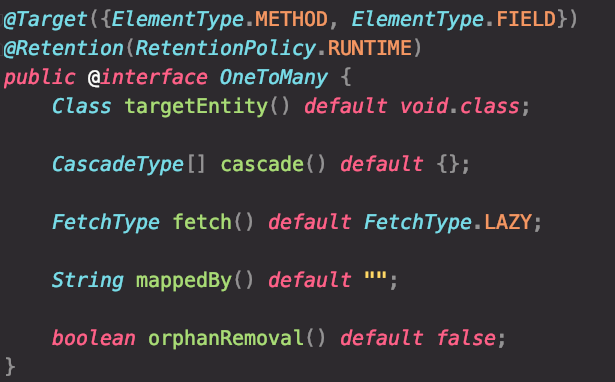 @Target({ElementType.METHOD, ElementType.FIELD})
@Retention(RetentionPolicy.RUNTIME)
public @interface OneToMany {
    Class targetEntity() default void.class;
    CascadeType[] cascade() default {};
    FetchType fetch() default FetchType.LAZY;
    String mappedBy() default "";
    boolean orphanRemoval() default false;
}